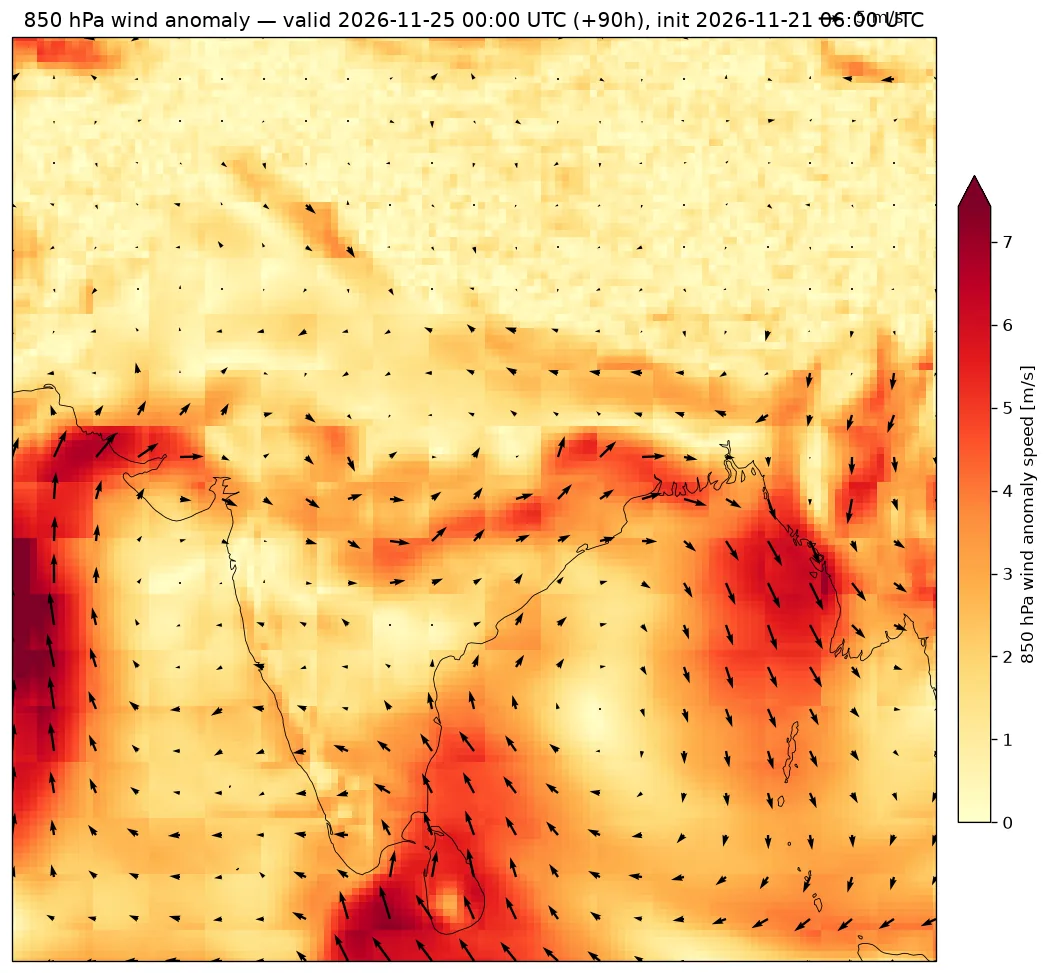 850 hPa wind anomaly — valid 2026-11-25 00:00 UTC (+90h), init 2026-11-21 06:00 UTC
5 m/s
7
6
5
4
3
2
1
0
850 hPa wind anomaly speed [m/s]